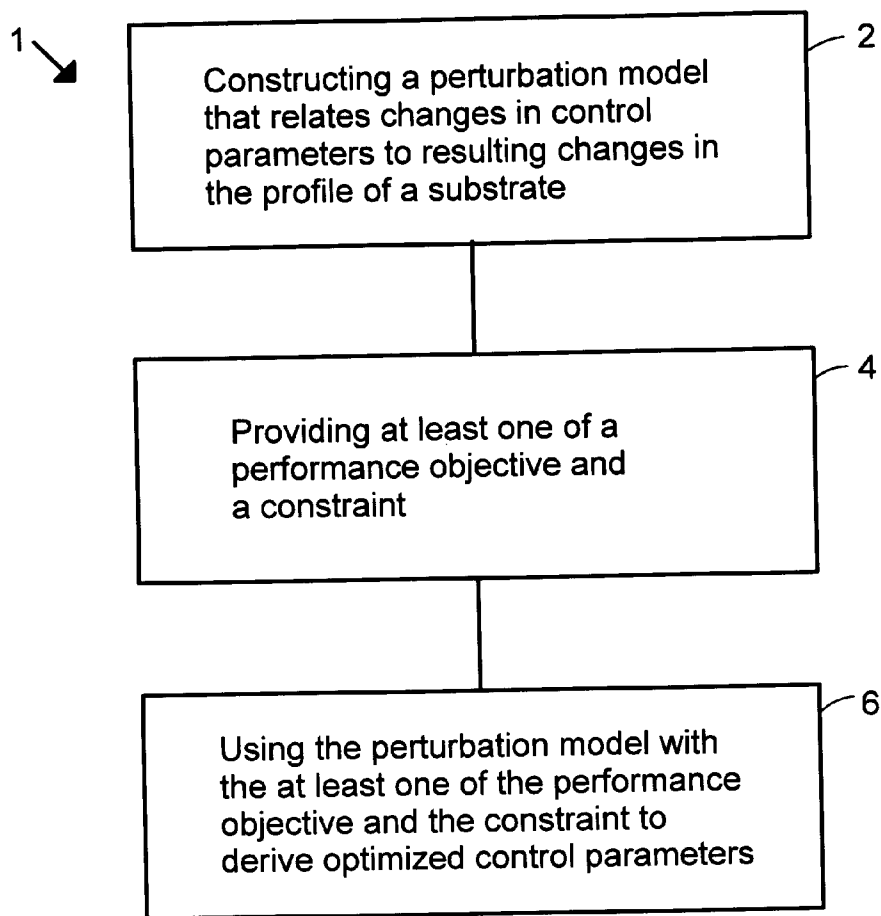 1
2
Constructing a perturbation model
that relates changes in control
parameters to resulting changes in
the profile of a substrate
4
Providing at least one of a
performance objective and
a constraint
6
Using the perturbation model with
the at least one of the performance
objective and the constraint to
derive optimized control parameters